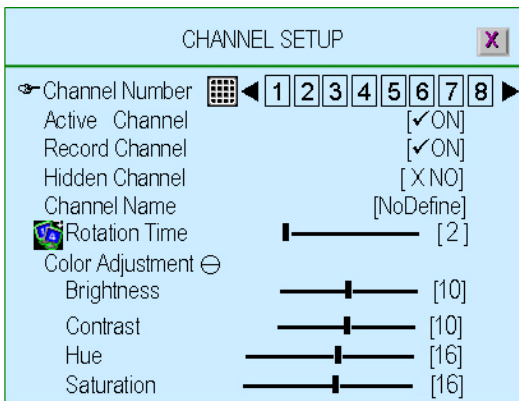 CHANNEL SETUP X
Channel Number 1 2 3 4 5 6 7 8
Active Channel [✔ON]
Record Channel [✔ON]
Hidden Channel [X NO]
Channel Name [NoDefine]
Rotation Time [2]
Color Adjustment
Brightness [10]
Contrast [10]
Hue [16]
Saturation [16]